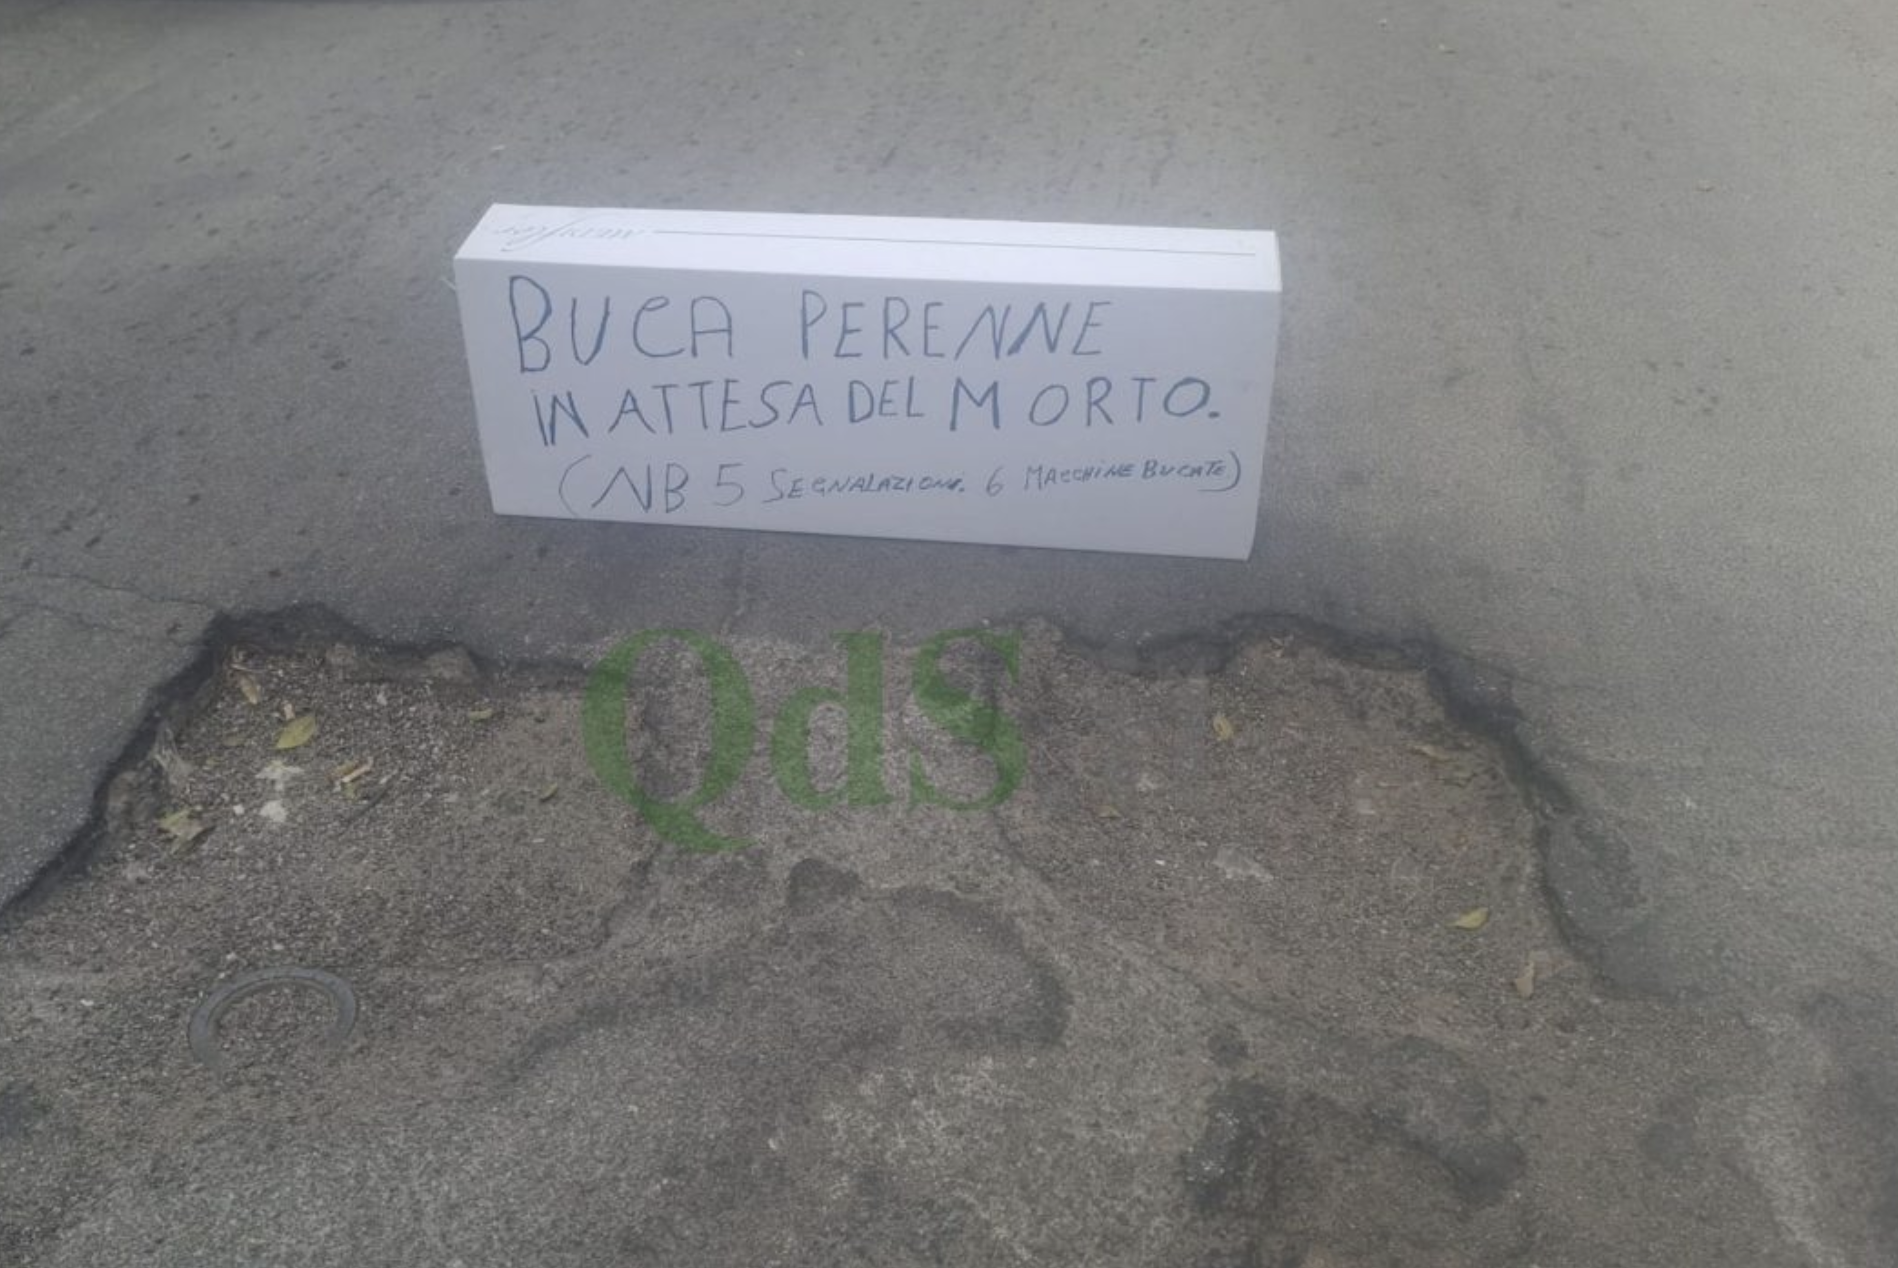 BUCA PERENNE
IN ATTESA DEL MORTO.
(NB 5 SEGNALAZIONI. 6 MACCHINE BUCATE)
QdS